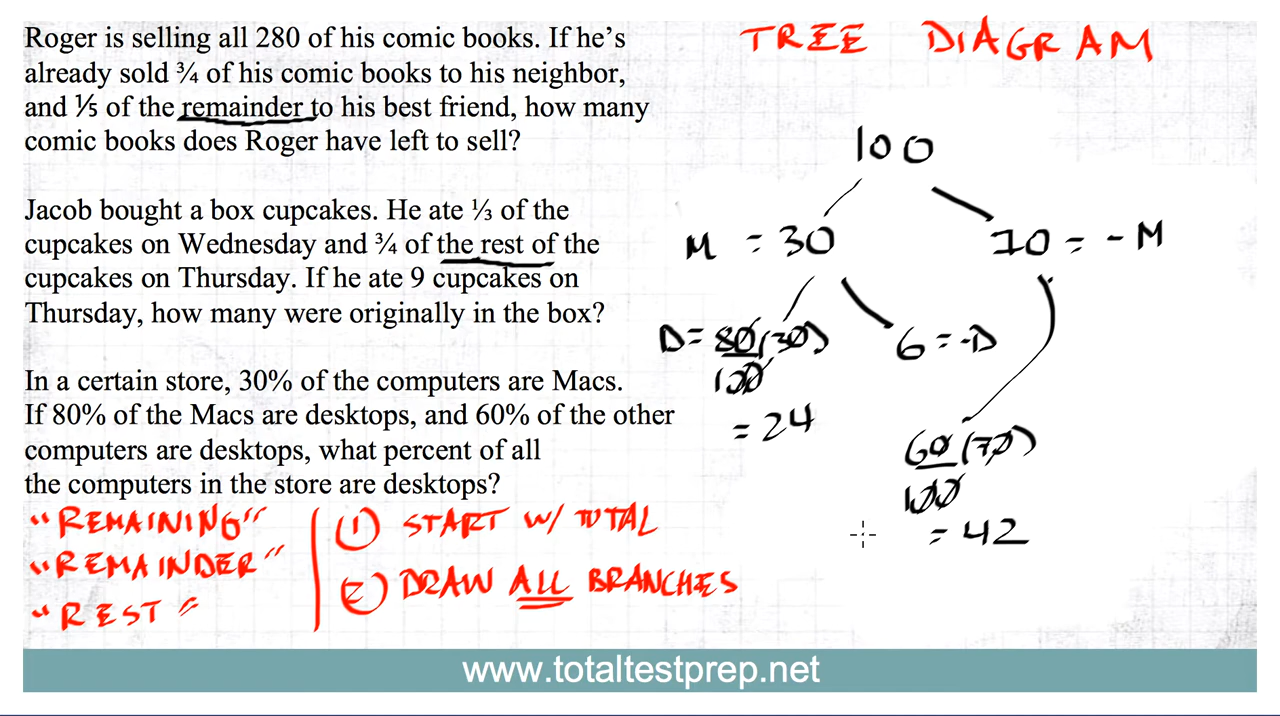 Roger is selling all 280 of his comic books. If he's
already sold ¾ of his comic books to his neighbor,
and ⅕ of the remainder to his best friend, how many
comic books does Roger have left to sell?
Jacob bought a box cupcakes. He ate ⅓ of the
cupcakes on Wednesday and ¾ of the rest of the
cupcakes on Thursday. If he ate 9 cupcakes on
Thursday, how many were originally in the box?
In a certain store, 30% of the computers are Macs.
If 80% of the Macs are desktops, and 60% of the other
computers are desktops, what percent of all
the computers in the store are desktops?
"REMAINING"
"REMAINDER"
"REST"
(1) START W/ TOTAL
(2) DRAW ALL BRANCHES
TREE DIAGRAM
100
M = 30
70 = -M
D = 80(30)
100
= 24
6 = -D
60(70)
100
= 42
www.totaltestprep.net